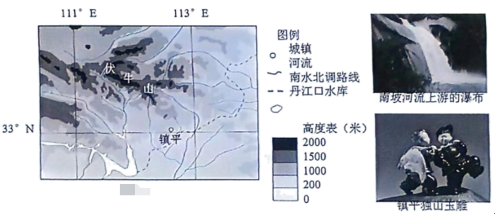 111° E
113° E
伏牛山
33° N
镇平
图例
城镇
河流
南水北调路线
丹江口水库
高度表（米）
2000
1500
1000
200
0
南坡河流上游的瀑布
镇平独山玉雕